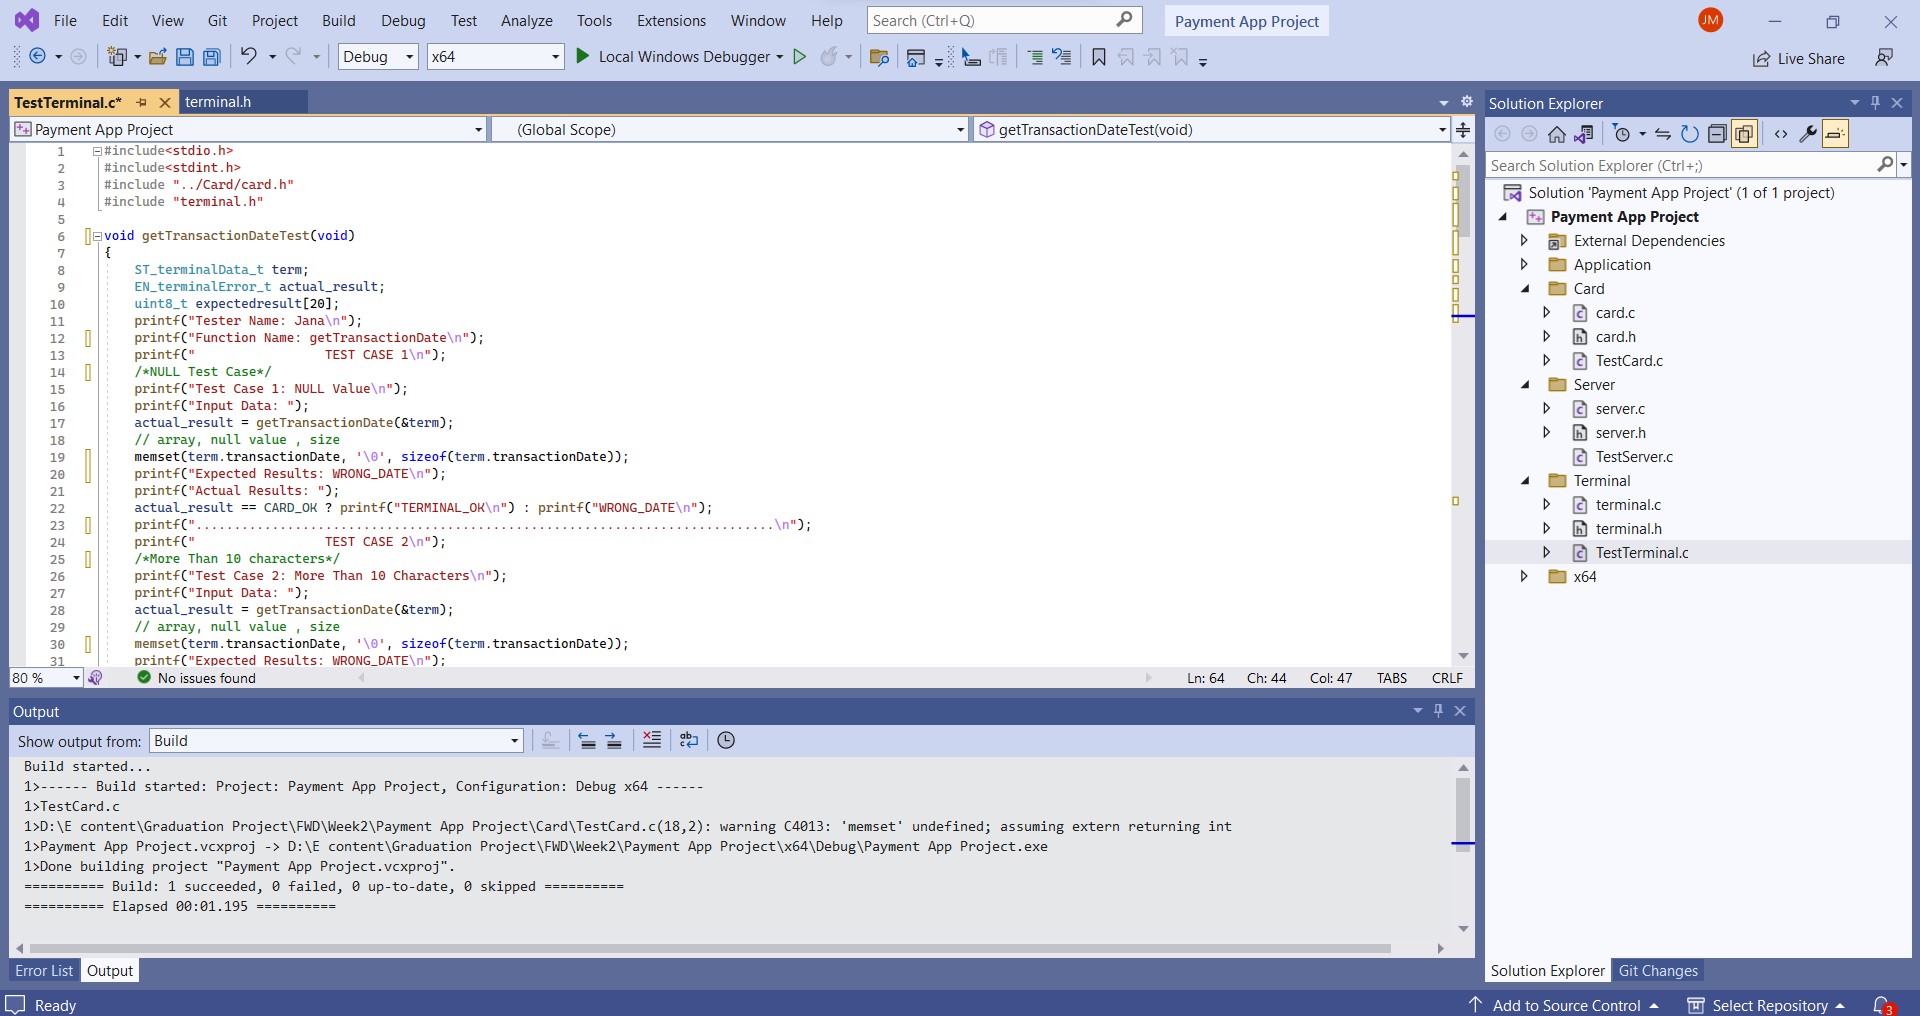 File Edit View Git Project Build Debug Test Analyze Tools Extensions Window Help Search (Ctrl+Q) Payment App Project JM
Debug x64 Local Windows Debugger Live Share
TestTerminal.c* terminal.h
Payment App Project (Global Scope) getTransactionDateTest(void)
1 #include<stdio.h>
2 #include<stdint.h>
3 #include "../Card/card.h"
4 #include "terminal.h"
5
6 void getTransactionDateTest(void)
7 {
8 ST_terminalData_t term;
9 EN_terminalError_t actual_result;
10 uint8_t expectedresult[20];
11 printf("Tester Name: Jana\n");
12 printf("Function Name: getTransactionDate\n");
13 printf("                 TEST CASE 1\n");
14 /*NULL Test Case*/
15 printf("Test Case 1: NULL Value\n");
16 printf("Input Data: ");
17 actual_result = getTransactionDate(&term);
18 // array, null value , size
19 memset(term.transactionDate, '\0', sizeof(term.transactionDate));
20 printf("Expected Results: WRONG_DATE\n");
21 printf("Actual Results: ");
22 actual_result == CARD_OK ? printf("TERMINAL_OK\n") : printf("WRONG_DATE\n");
23 printf("............................................................................\n");
24 printf("                 TEST CASE 2\n");
25 /*More Than 10 characters*/
26 printf("Test Case 2: More Than 10 Characters\n");
27 printf("Input Data: ");
28 actual_result = getTransactionDate(&term);
29 // array, null value , size
30 memset(term.transactionDate, '\0', sizeof(term.transactionDate));
31 printf("Expected Results: WRONG_DATE\n");
80 % No issues found Ln: 64 Ch: 44 Col: 47 TABS CRLF
Output
Show output from: Build
Build started...
1>------ Build started: Project: Payment App Project, Configuration: Debug x64 ------
1>TestCard.c
1>D:\E content\Graduation Project\FWD\Week2\Payment App Project\Card\TestCard.c(18,2): warning C4013: 'memset' undefined; assuming extern returning int
1>Payment App Project.vcxproj -> D:\E content\Graduation Project\FWD\Week2\Payment App Project\x64\Debug\Payment App Project.exe
1>Done building project "Payment App Project.vcxproj".
========== Build: 1 succeeded, 0 failed, 0 up-to-date, 0 skipped ==========
========== Elapsed 00:01.195 ==========
Error List Output
Solution Explorer
Search Solution Explorer (Ctrl+;)
Solution 'Payment App Project' (1 of 1 project)
Payment App Project
External Dependencies
Application
Card
card.c
card.h
TestCard.c
Server
server.c
server.h
TestServer.c
Terminal
terminal.c
terminal.h
TestTerminal.c
x64
Solution Explorer Git Changes
Ready Add to Source Control Select Repository 3